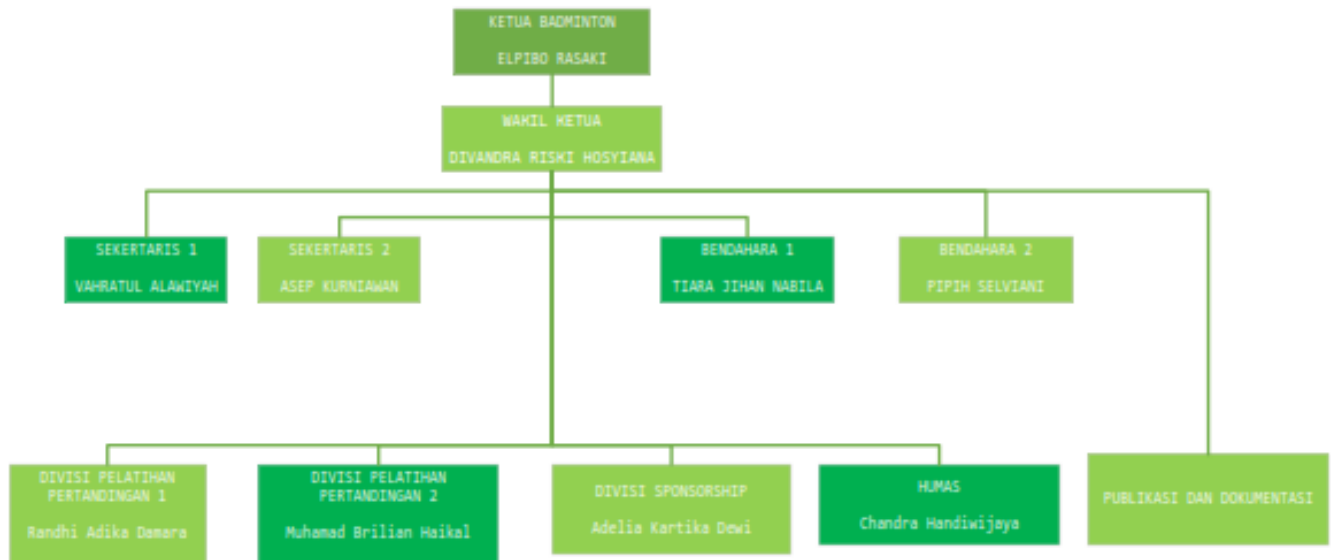 KETUA BADMINTON
ELPIBO RASAKI
WAKIL KETUA
DIVANDRA RISKI HOSYIANA
SEKERTARIS 1
VAHRATUL ALAWIYAH
SEKERTARIS 2
ASEP KURNIAWAN
BENDAHARA 1
TIARA JIHAN NABILA
BENDAHARA 2
PIPIH SELVIANI
DIVISI PELATIHAN
PERTANDINGAN 1
Randhi Adika Damara
DIVISI PELATIHAN
PERTANDINGAN 2
Muhamad Brilian Haikal
DIVISI SPONSORSHIP
Adelia Kartika Dewi
HUMAS
Chandra Handiwijaya
PUBLIKASI DAN DOKUMENTASI